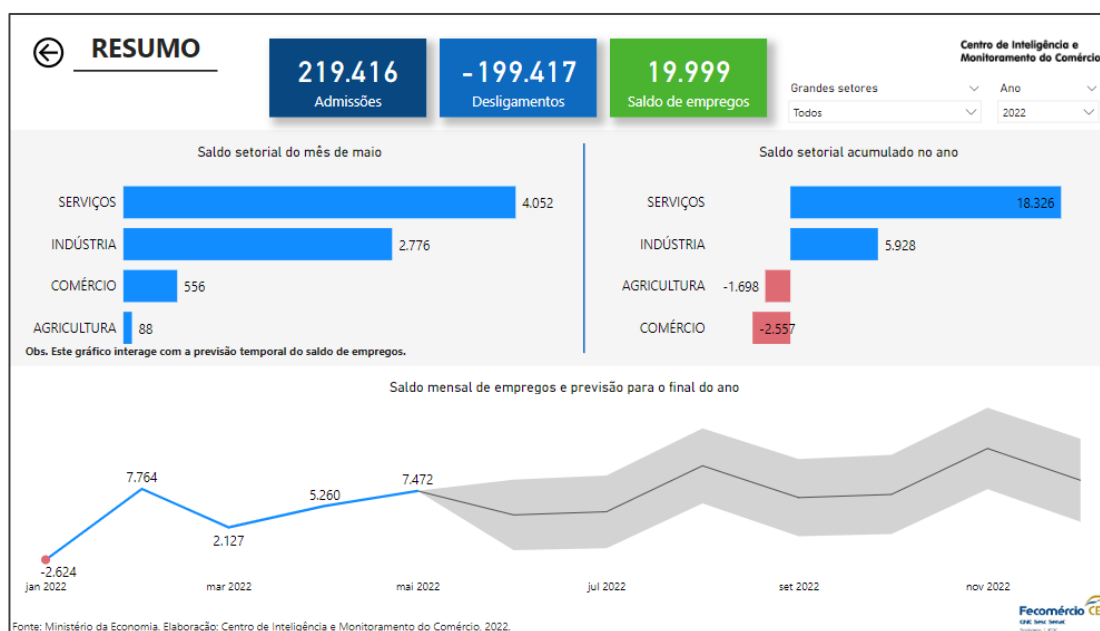 RESUMO
219.416
Admissões
-199.417
Desligamentos
19.999
Saldo de empregos
Centro de Inteligência e
Monitoramento do Comércio
Grandes setores
Todos
Ano
2022
Saldo setorial do mês de maio
SERVIÇOS 4.052
INDÚSTRIA 2.776
COMÉRCIO 556
AGRICULTURA 88
Obs. Este gráfico interage com a previsão temporal do saldo de empregos.
Saldo setorial acumulado no ano
SERVIÇOS 18.326
INDÚSTRIA 5.928
AGRICULTURA -1.698
COMÉRCIO -2.557
Saldo mensal de empregos e previsão para o final do ano
-2.624
7.764
2.127
5.260
7.472
jan 2022 mar 2022 mai 2022 jul 2022 set 2022 nov 2022
Fonte: Ministério da Economia. Elaboração: Centro de Inteligência e Monitoramento do Comércio, 2022.
Fecomércio CE
CNC Sesc Senac